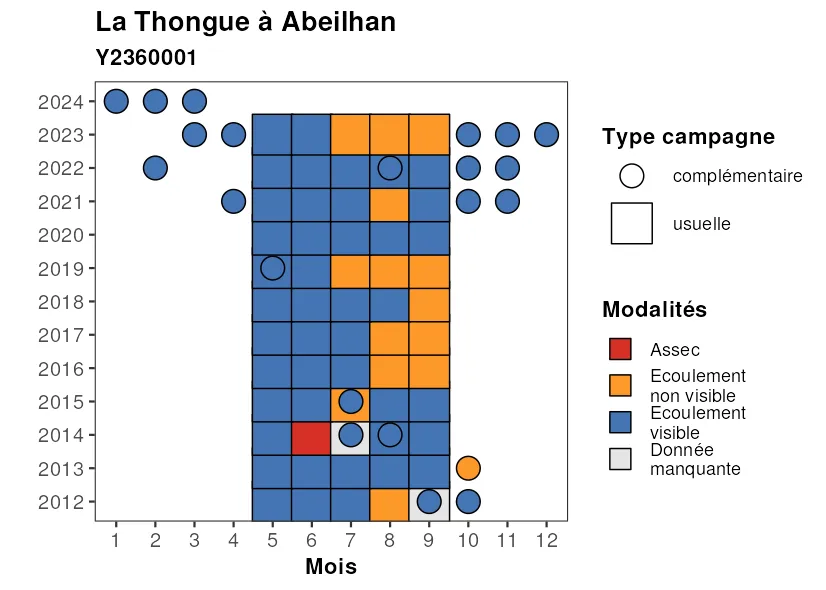 La Thongue à Abeilhan
Y2360001
2024
2023
2022
2021
2020
2019
2018
2017
2016
2015
2014
2013
2012
1 2 3 4 5 6 7 8 9 10 11 12
Mois
Type campagne
complémentaire
usuelle
Modalités
Assec
Ecoulement
non visible
Ecoulement
visible
Donnée
manquante